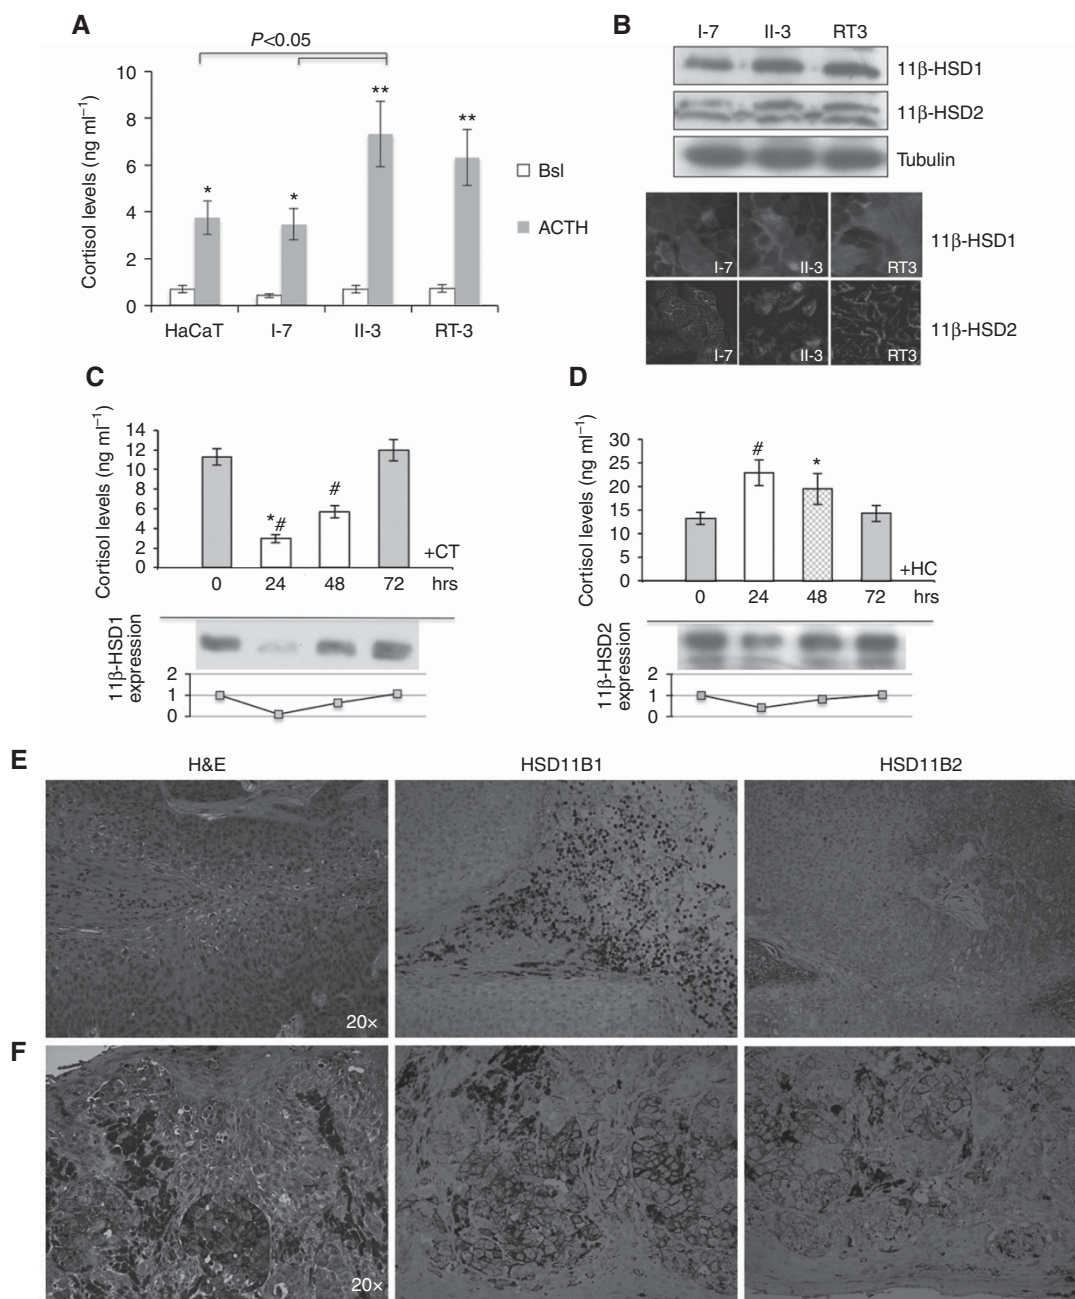 A
P<0.05
Cortisol levels (ng ml⁻¹)
10
8
6
4
2
0
*
*
**
**
HaCaT
I-7
II-3
RT-3
Bsl
ACTH
B
I-7
II-3
RT3
11β-HSD1
11β-HSD2
Tubulin
I-7
II-3
RT3
11β-HSD1
I-7
II-3
RT3
11β-HSD2
C
Cortisol levels (ng ml⁻¹)
14
12
10
8
6
4
2
0
*#
#
+CT
0
24
48
72
hrs
11β-HSD1
expression
2
1
0
D
Cortisol levels (ng ml⁻¹)
30
25
20
15
10
5
0
#
*
+HC
0
24
48
72
hrs
11β-HSD2
expression
2
1
0
E
H&E
HSD11B1
HSD11B2
20×
F
20×